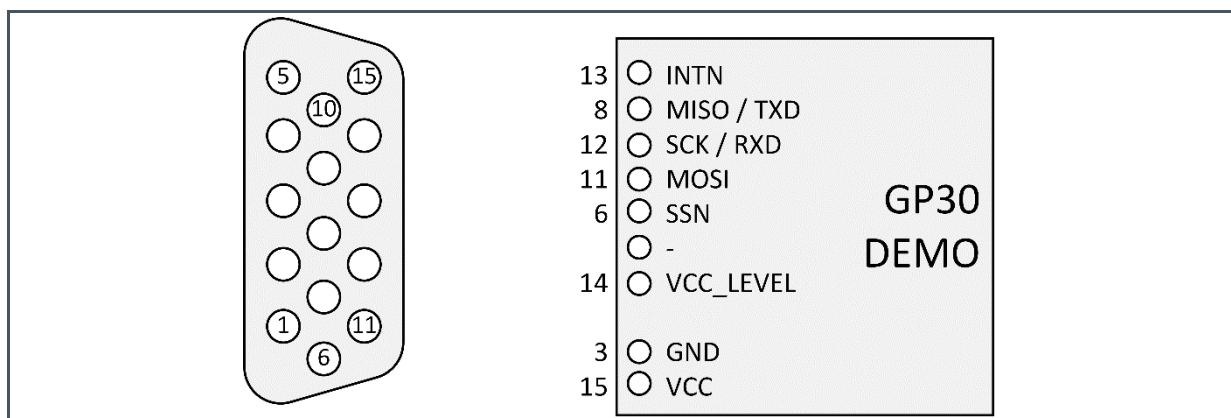 5
15
10
1
11
6
13 INTN
8 MISO / TXD
12 SCK / RXD
11 MOSI
6 SSN
-
14 VCC_LEVEL
3 GND
15 VCC
GP30
DEMO